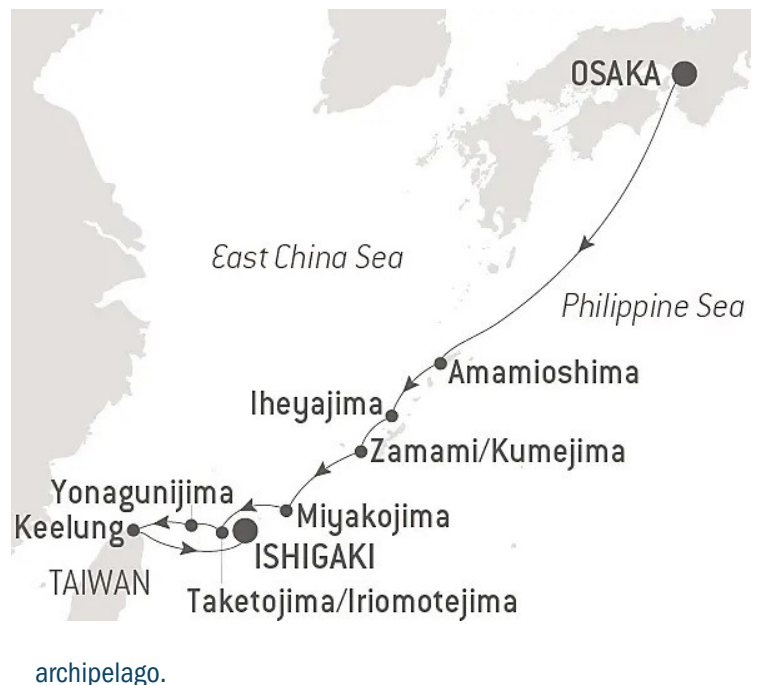 OSAKA
East China Sea
Philippine Sea
Amamioshima
Iheyajima
Zamami/Kumejima
Yonagunijima
Miyakojima
Keelung
ISHIGAKI
TAIWAN
Taketojima/Iriomotejima
archipelago.